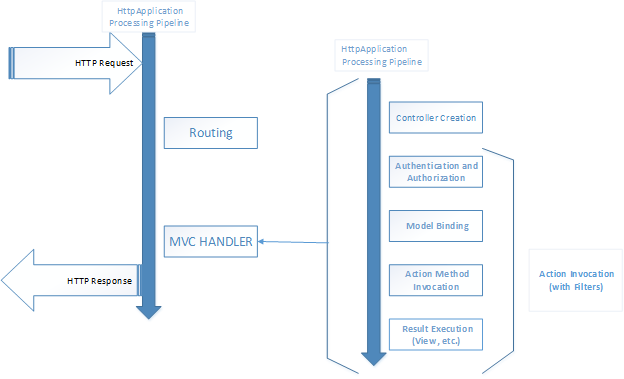 HttpApplication
Processing Pipeline
HTTP Request
Routing
MVC HANDLER
HTTP Response
HttpApplication
Processing Pipeline
Controller Creation
Authentication and
Authorization
Model Binding
Action Method
Invocation
Result Execution
(View, etc.)
Action Invocation
(with Filters)